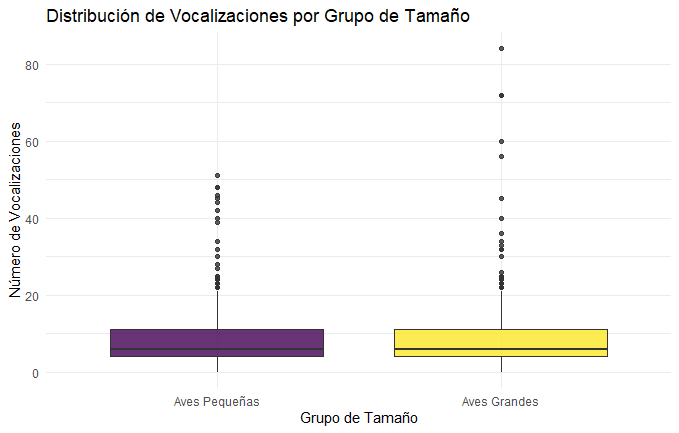 Distribución de Vocalizaciones por Grupo de Tamaño
Número de Vocalizaciones
80
60
40
20
0
Aves Pequeñas
Aves Grandes
Grupo de Tamaño